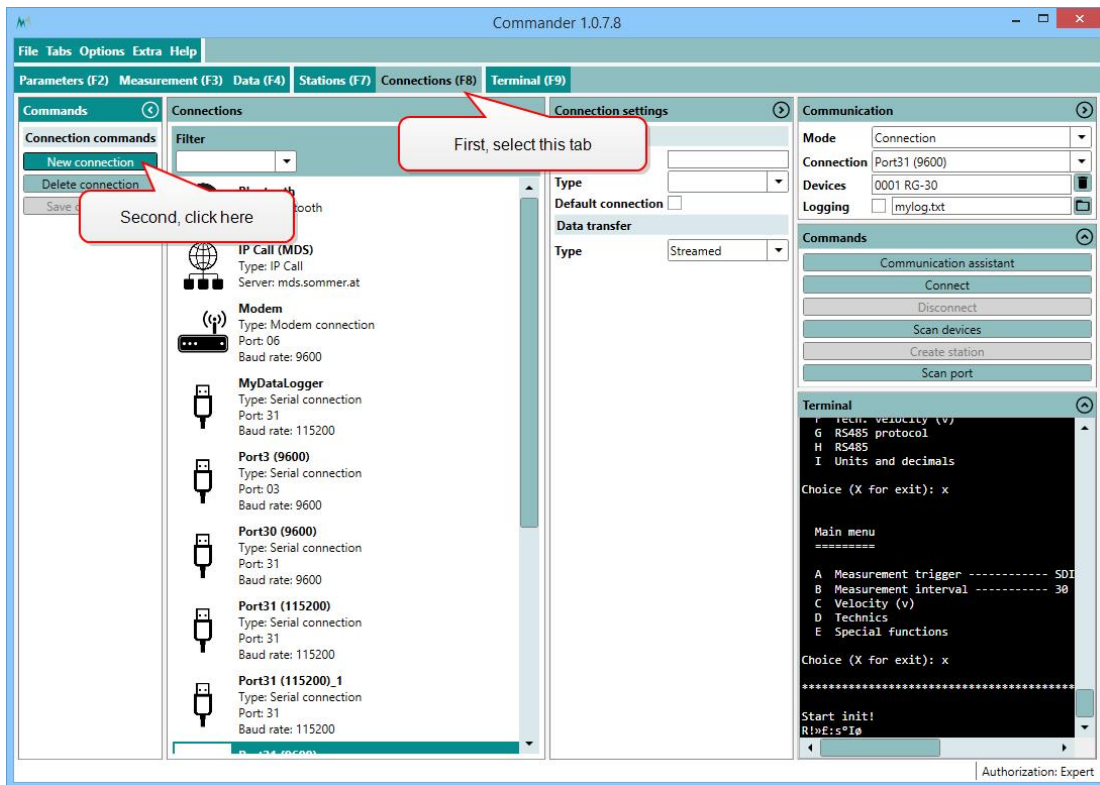 Commander 1.0.7.8
File Tabs Options Extra Help
Parameters (F2) Measurement (F3) Data (F4) Stations (F7) Connections (F8) Terminal (F9)
First, select this tab
Commands
Connection commands
New connection
Delete connection
Save
Second, click here
Connections
Filter
IP Call (MDS)
Type: IP Call
Server: mds.sommer.at
Modem
Type: Modem connection
Port: 06
Baud rate: 9600
MyDataLogger
Type: Serial connection
Port: 31
Baud rate: 115200
Port3 (9600)
Type: Serial connection
Port: 03
Baud rate: 9600
Port30 (9600)
Type: Serial connection
Port: 31
Baud rate: 9600
Port31 (115200)
Type: Serial connection
Port: 31
Baud rate: 115200
Port31 (115200)_1
Type: Serial connection
Port: 31
Baud rate: 115200
Connection settings
Type
Default connection
Data transfer
Type Streamed
Communication
Mode Connection
Connection Port31 (9600)
Devices 0001 RG-30
Logging mylog.txt
Commands
Communication assistant
Connect
Disconnect
Scan devices
Create station
Scan port
Terminal
F Tech. velocity (v)
G RS485 protocol
H RS485
I Units and decimals
Choice (X for exit): x
Main menu
=========
A Measurement trigger ------------ SDI
B Measurement interval ----------- 30
C Velocity (v)
D Technics
E Special functions
Choice (X for exit): x
*****************************************
Start init!
R!»£:s°Iø
Authorization: Expert